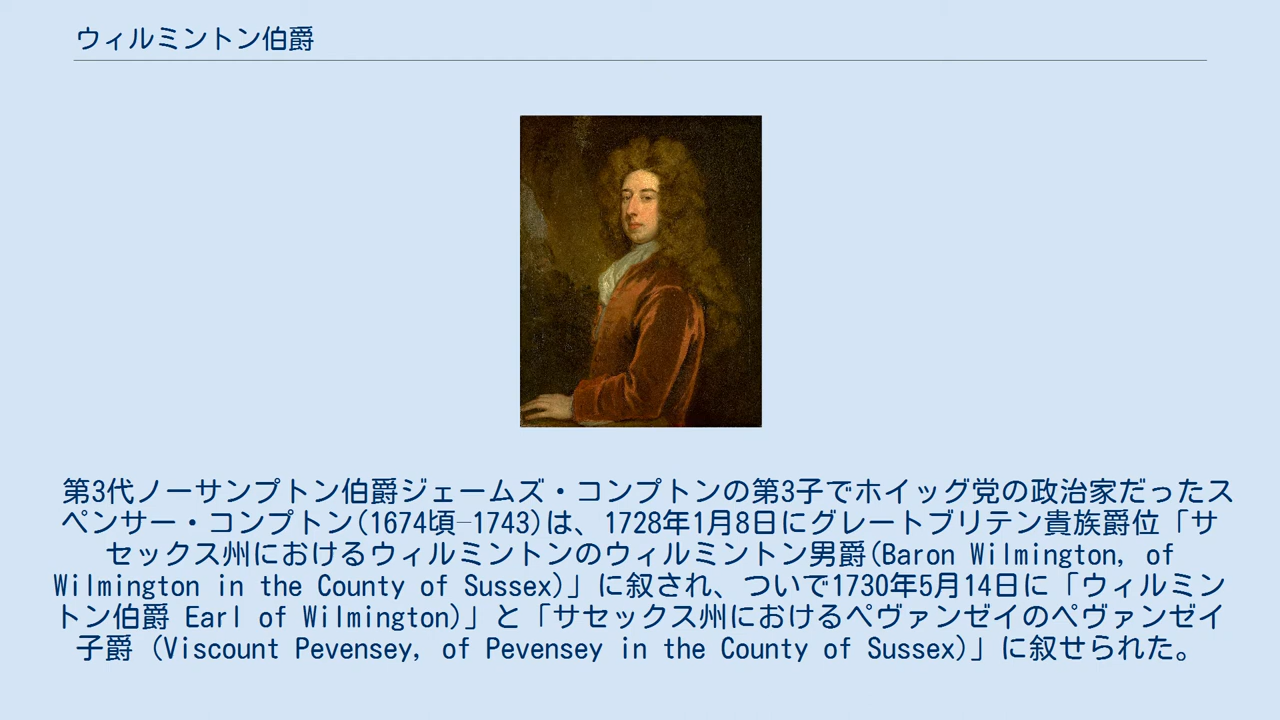 ウィルミントン伯爵
第3代ノーサンプトン伯爵ジェームズ・コンプトンの第3子でホイッグ党の政治家だったス
ペンサー・コンプトン(1674頃–1743)は、1728年1月8日にグレートブリテン貴族爵位「サ
セックス州におけるウィルミントンのウィルミントン男爵(Baron Wilmington, of
Wilmington in the County of Sussex)」に叙され、ついで1730年5月14日に「ウィルミン
トン伯爵 Earl of Wilmington)」と「サセックス州におけるペヴァンゼイのペヴァンゼイ
子爵 (Viscount Pevensey, of Pevensey in the County of Sussex)」に叙せられた。